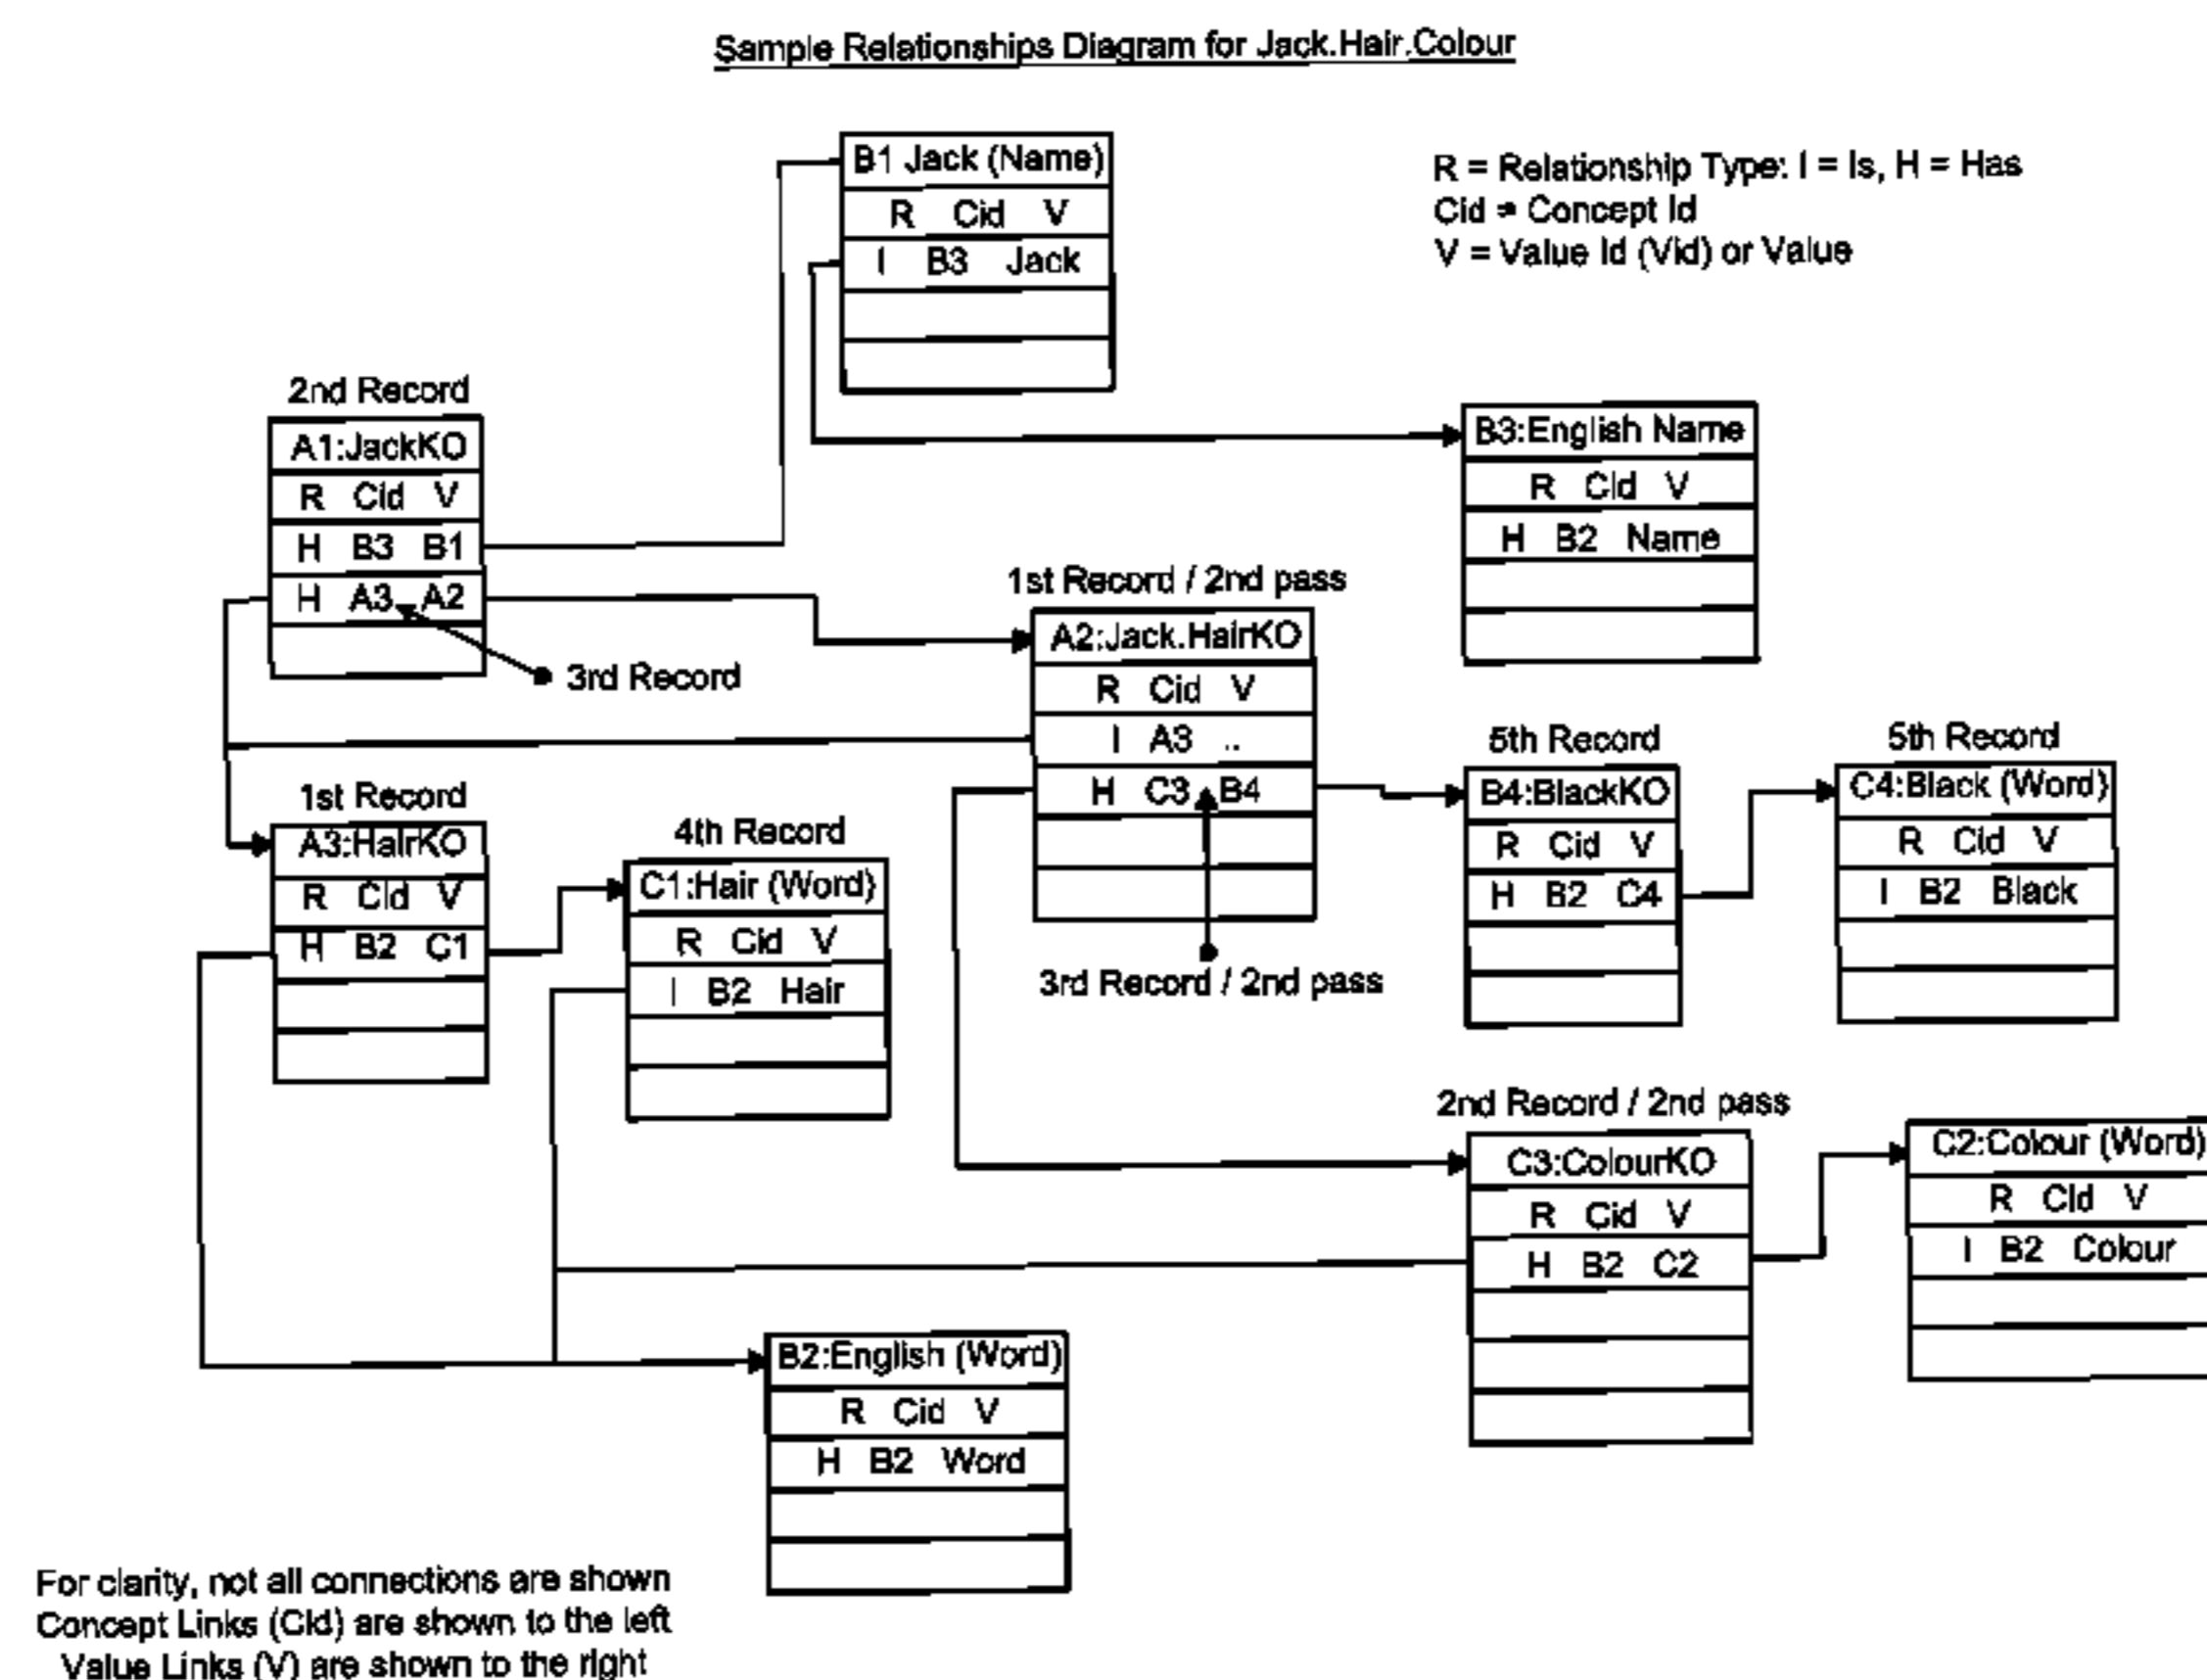 Sample Relationships Diagram for Jack.Hair.Colour
B1 Jack (Name)
R Cid V
I B3 Jack
R = Relationship Type: I = Is, H = Has
Cid = Concept Id
V = Value Id (Vid) or Value
2nd Record
A1:JackKO
R Cid V
H B3 B1
H A3 A2
3rd Record
B3:English Name
R Cid V
H B2 Name
1st Record / 2nd pass
A2:Jack.HairKO
R Cid V
I A3 ..
H C3 B4
3rd Record / 2nd pass
5th Record
B4:BlackKO
R Cid V
H B2 C4
5th Record
C4:Black (Word)
R Cid V
I B2 Black
1st Record
A3:HairKO
R Cid V
H B2 C1
4th Record
C1:Hair (Word)
R Cid V
I B2 Hair
2nd Record / 2nd pass
C3:ColourKO
R Cid V
H B2 C2
C2:Colour (Word)
R Cid V
I B2 Colour
B2:English (Word)
R Cid V
H B2 Word
For clarity, not all connections are shown
Concept Links (Cid) are shown to the left
Value Links (V) are shown to the right